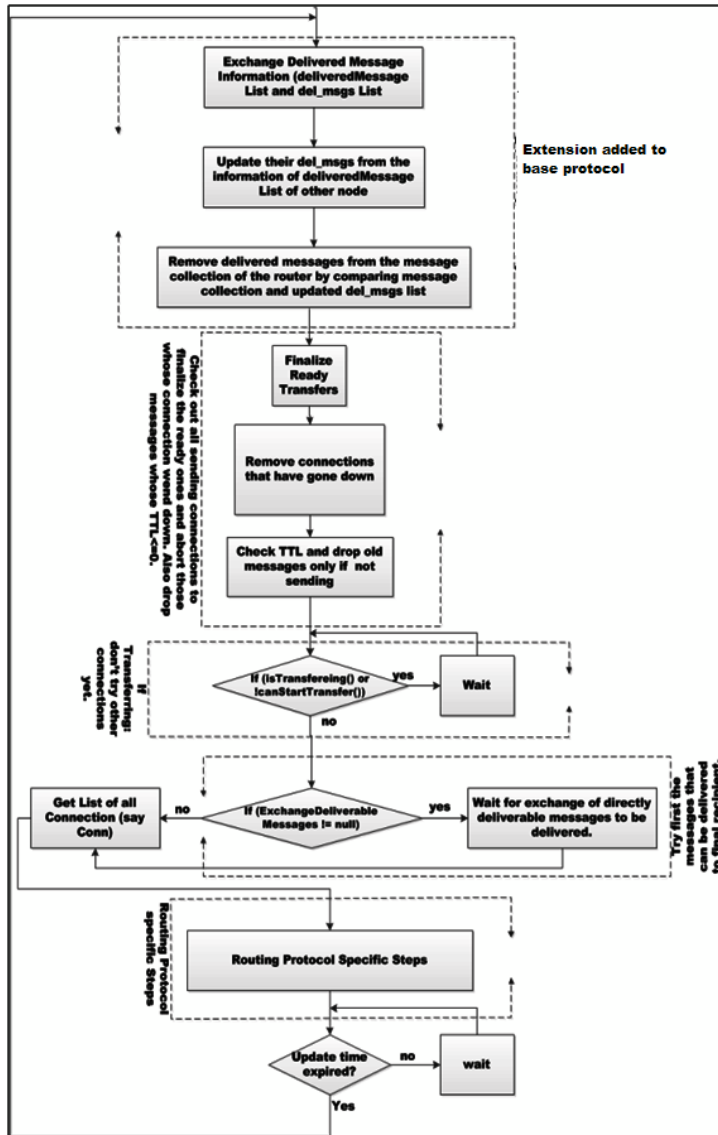 Exchange Delivered Message
Information (deliveredMessage
List and del_msgs List
Extension added to
base protocol
Update their del_msgs from the
information of deliveredMessage
List of other node
Remove delivered messages from the message
collection of the router by comparing message
collection and updated del_msgs list
Check out all sending connections to
finalize the ready ones and abort those
whose connection wend down. Also drop
messages whose TTL<=0.
Finalize
Ready
Transfers
Remove connections
that have gone down
Check TTL and drop old
messages only if not
sending
If
Transferring:
don't try other
connections
yet.
If (isTransfereing() or
!canStartTransfer())
yes
Wait
no
Get List of all
Connection (say
Conn)
no
If (ExchangeDeliverable
Messages != null)
yes
Wait for exchange of directly
deliverable messages to be
delivered.
Try first the
messages that
can be delivered
to final recipient.
Routing Protocol
specific Steps
Routing Protocol Specific Steps
Update time
expired?
no
wait
Yes